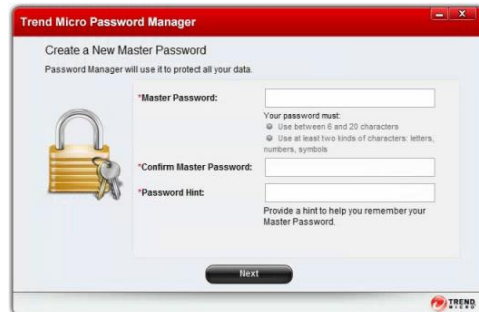 Trend Micro Password Manager
Create a New Master Password
Password Manager will use it to protect all your data.
*Master Password:
Your password must:
Use between 6 and 20 characters
Use at least two kinds of characters: letters,
numbers, symbols
*Confirm Master Password:
*Password Hint:
Provide a hint to help you remember your
Master Password.
Next
TREND
MICRO